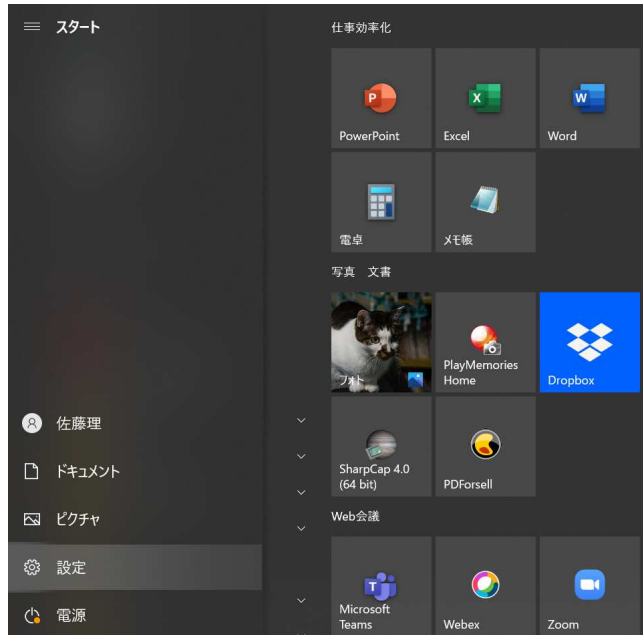 スタート
佐藤理
ドキュメント
ピクチャ
設定
電源
仕事効率化
PowerPoint
Excel
Word
電卓
メモ帳
写真　文書
フォト
PlayMemories
Home
Dropbox
SharpCap 4.0
(64 bit)
PDForsell
Web会議
Microsoft
Teams
Webex
Zoom